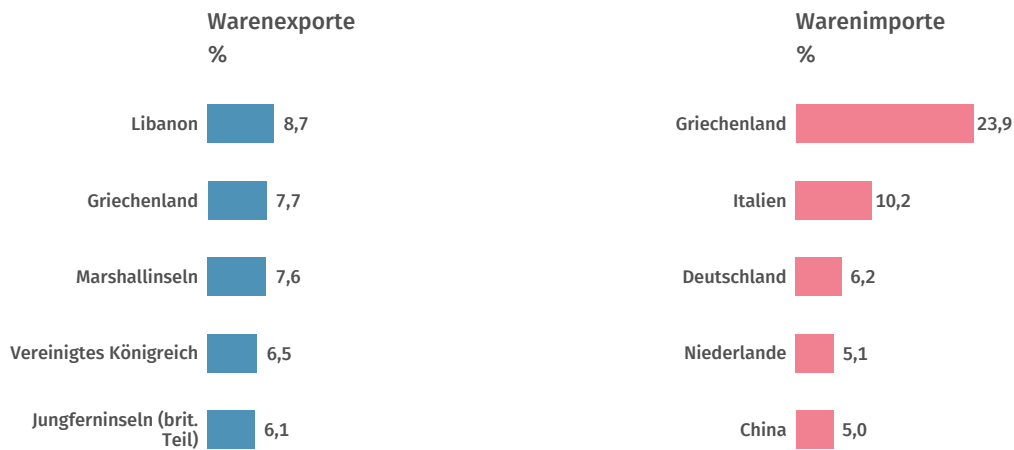 Warenexporte
%
Libanon 8,7
Griechenland 7,7
Marshallinseln 7,6
Vereinigtes Königreich 6,5
Jungferninseln (brit.
Teil) 6,1
Warenimporte
%
Griechenland 23,9
Italien 10,2
Deutschland 6,2
Niederlande 5,1
China 5,0